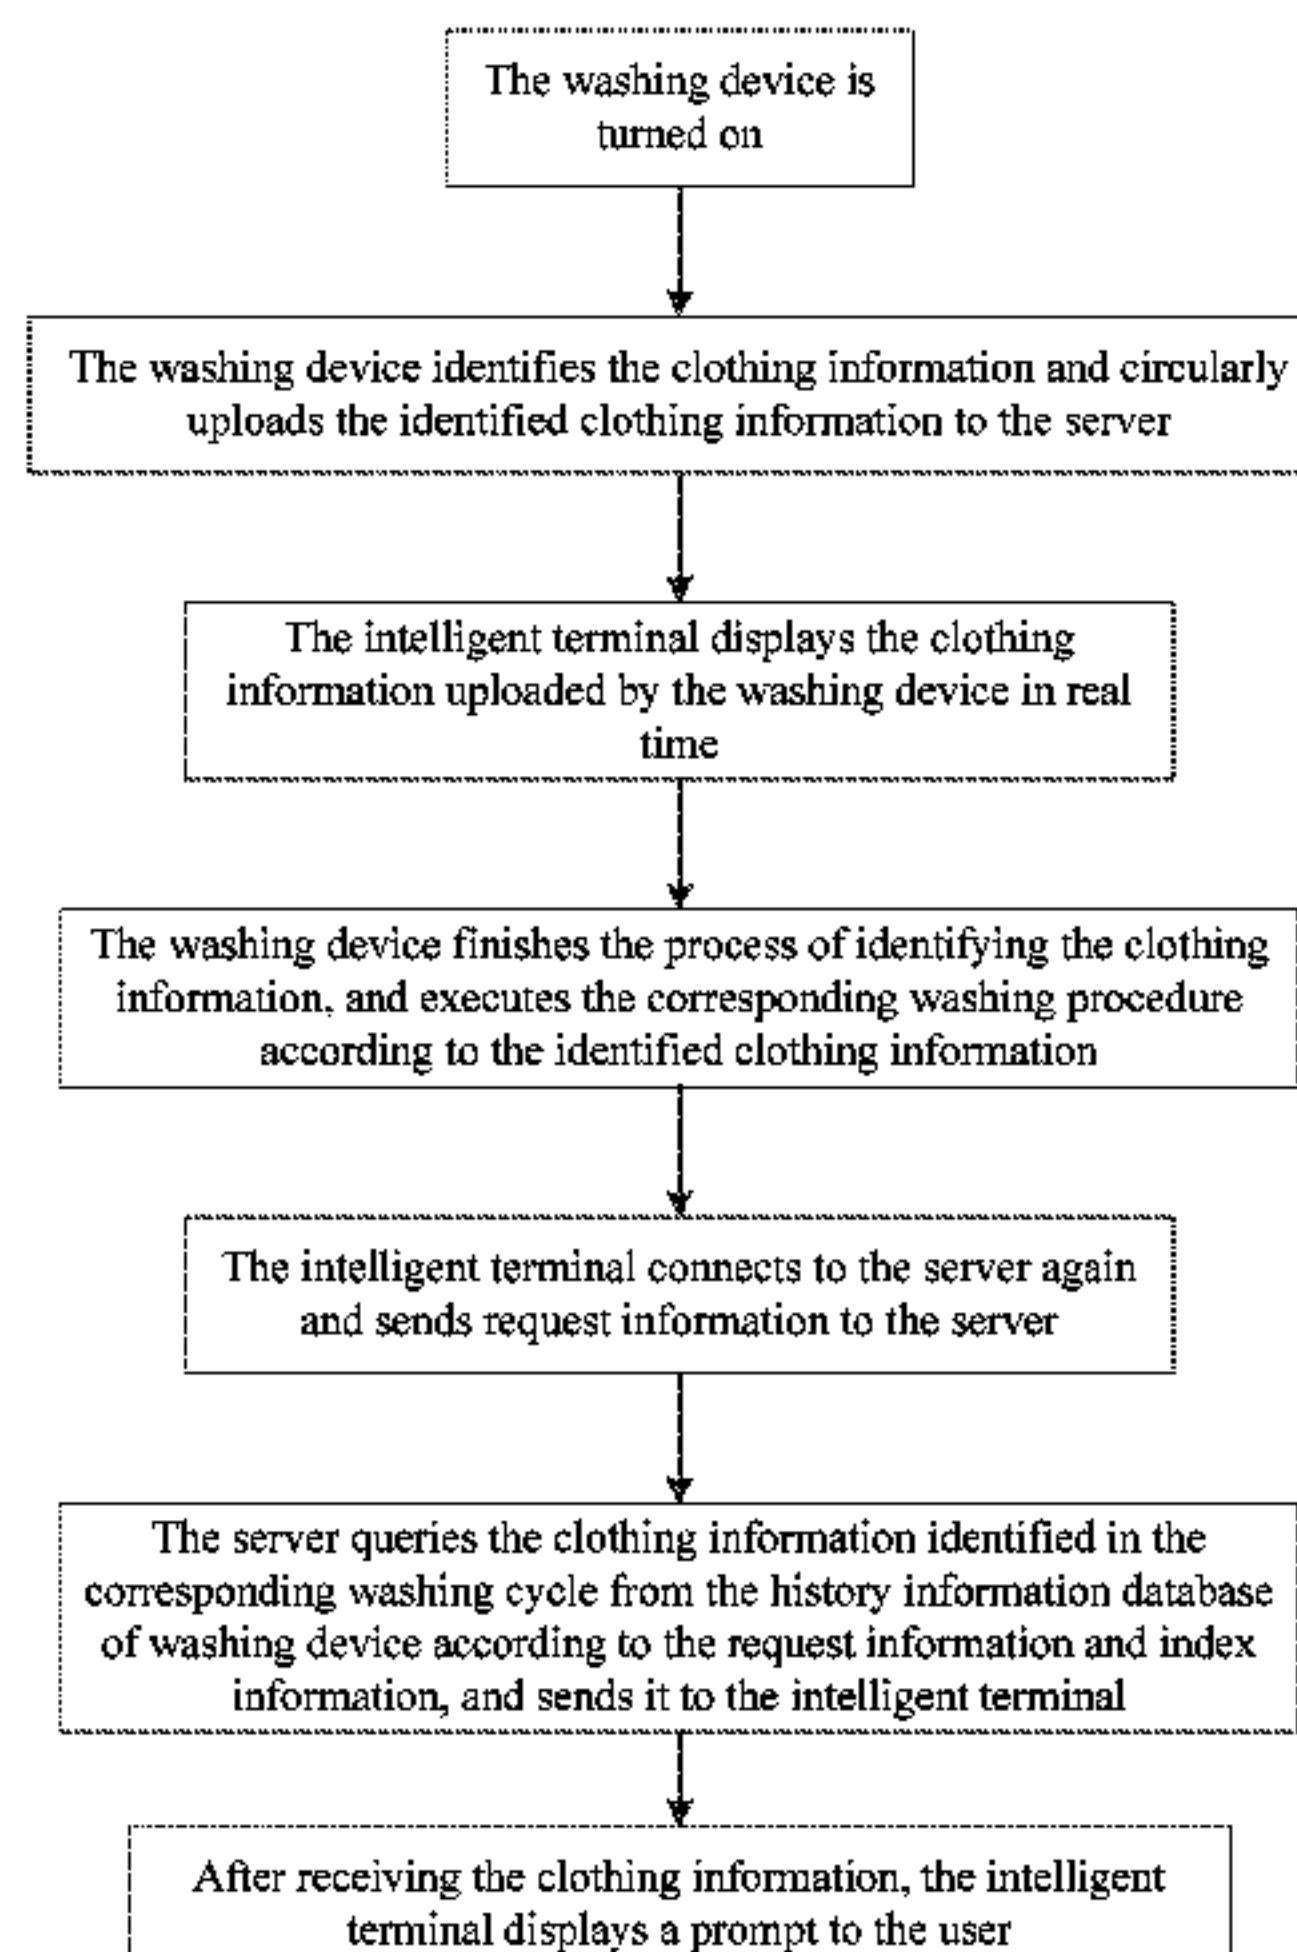 The washing device is
turned on
The washing device identifies the clothing information and circularly
uploads the identified clothing information to the server
The intelligent terminal displays the clothing
information uploaded by the washing device in real
time
The washing device finishes the process of identifying the clothing
information, and executes the corresponding washing procedure
according to the identified clothing information
The intelligent terminal connects to the server again
and sends request information to the server
The server queries the clothing information identified in the
corresponding washing cycle from the history information database
of washing device according to the request information and index
information, and sends it to the intelligent terminal
After receiving the clothing information, the intelligent
terminal displays a prompt to the user